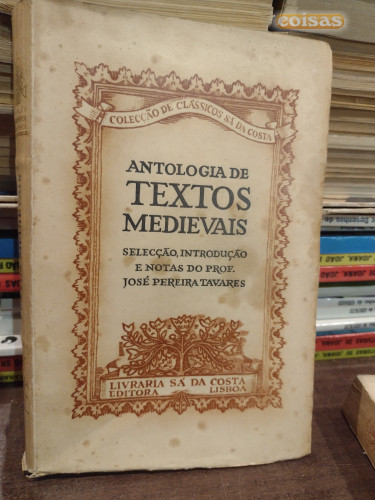 coisas
COLECÇÃO DE CLÁSSICOS SÁ DA COSTA
ANTOLOGIA DE
TEXTOS
MEDIEVAIS
SELECÇÃO, INTRODUÇÃO
E NOTAS DO PROF.
JOSÉ PEREIRA TAVARES
LIVRARIA SÁ DA COSTA
EDITORA LISBOA